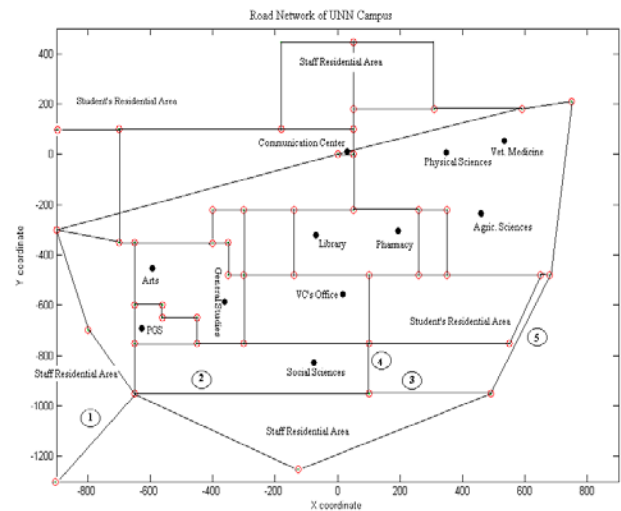 Road Network of UNN Campus
400
200
0
-200
-400
-600
-800
-1000
-1200
Y coordinate
Staff Residential Area
Student's Residential Area
Communication Center
Vet. Medicine
Physical Sciences
Agric. Sciences
Library
Pharmacy
Arts
General Studies
VC's Office
PGS
Student's Residential Area
5
Staff Residential Area
2
Social Sciences
4
3
1
Staff Residential Area
-800
-600
-400
-200
0
200
400
600
800
X coordinate